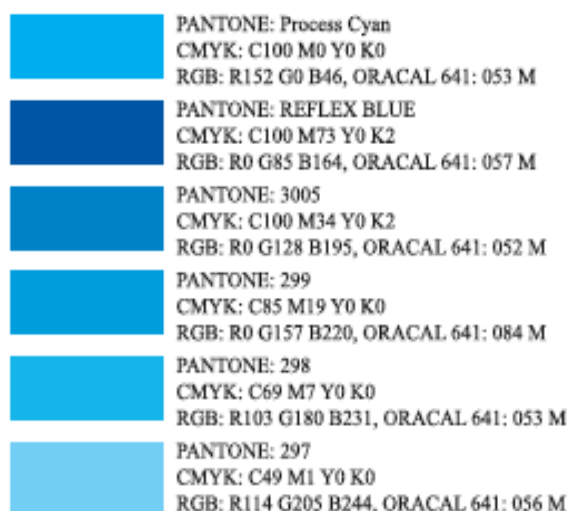 PANTONE: Process Cyan
CMYK: C100 M0 Y0 K0
RGB: R152 G0 B46, ORACAL 641: 053 M
PANTONE: REFLEX BLUE
CMYK: C100 M73 Y0 K2
RGB: R0 G85 B164, ORACAL 641: 057 M
PANTONE: 3005
CMYK: C100 M34 Y0 K2
RGB: R0 G128 B195, ORACAL 641: 052 M
PANTONE: 299
CMYK: C85 M19 Y0 K0
RGB: R0 G157 B220, ORACAL 641: 084 M
PANTONE: 298
CMYK: C69 M7 Y0 K0
RGB: R103 G180 B231, ORACAL 641: 053 M
PANTONE: 297
CMYK: C49 M1 Y0 K0
RGB: R114 G205 B244, ORACAL 641: 056 M